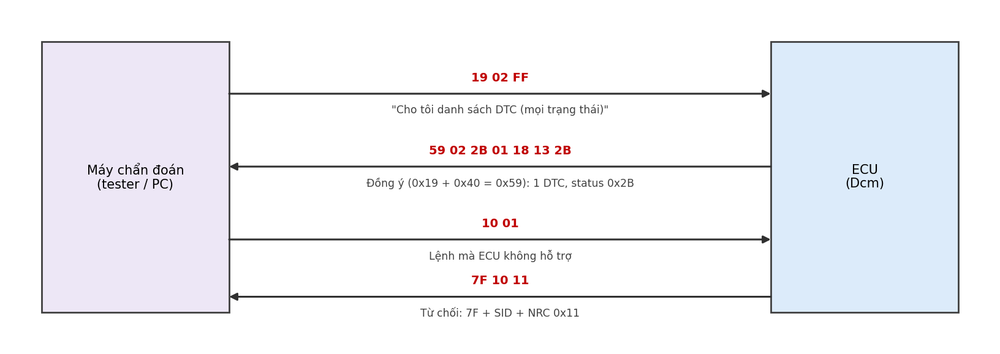 19 02 FF
"Cho tôi danh sách DTC (mọi trạng thái)"
59 02 2B 01 18 13 2B
Đồng ý (0x19 + 0x40 = 0x59): 1 DTC, status 0x2B
Máy chẩn đoán
(tester / PC)
ECU
(Dcm)
10 01
Lệnh mà ECU không hỗ trợ
7F 10 11
Từ chối: 7F + SID + NRC 0x11